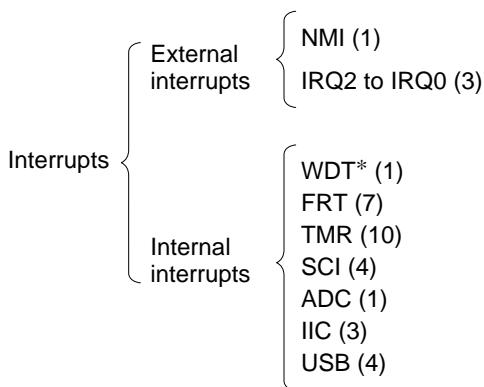 Interrupts
External
interrupts
NMI (1)
IRQ2 to IRQ0 (3)
Internal
interrupts
WDT* (1)
FRT (7)
TMR (10)
SCI (4)
ADC (1)
IIC (3)
USB (4)